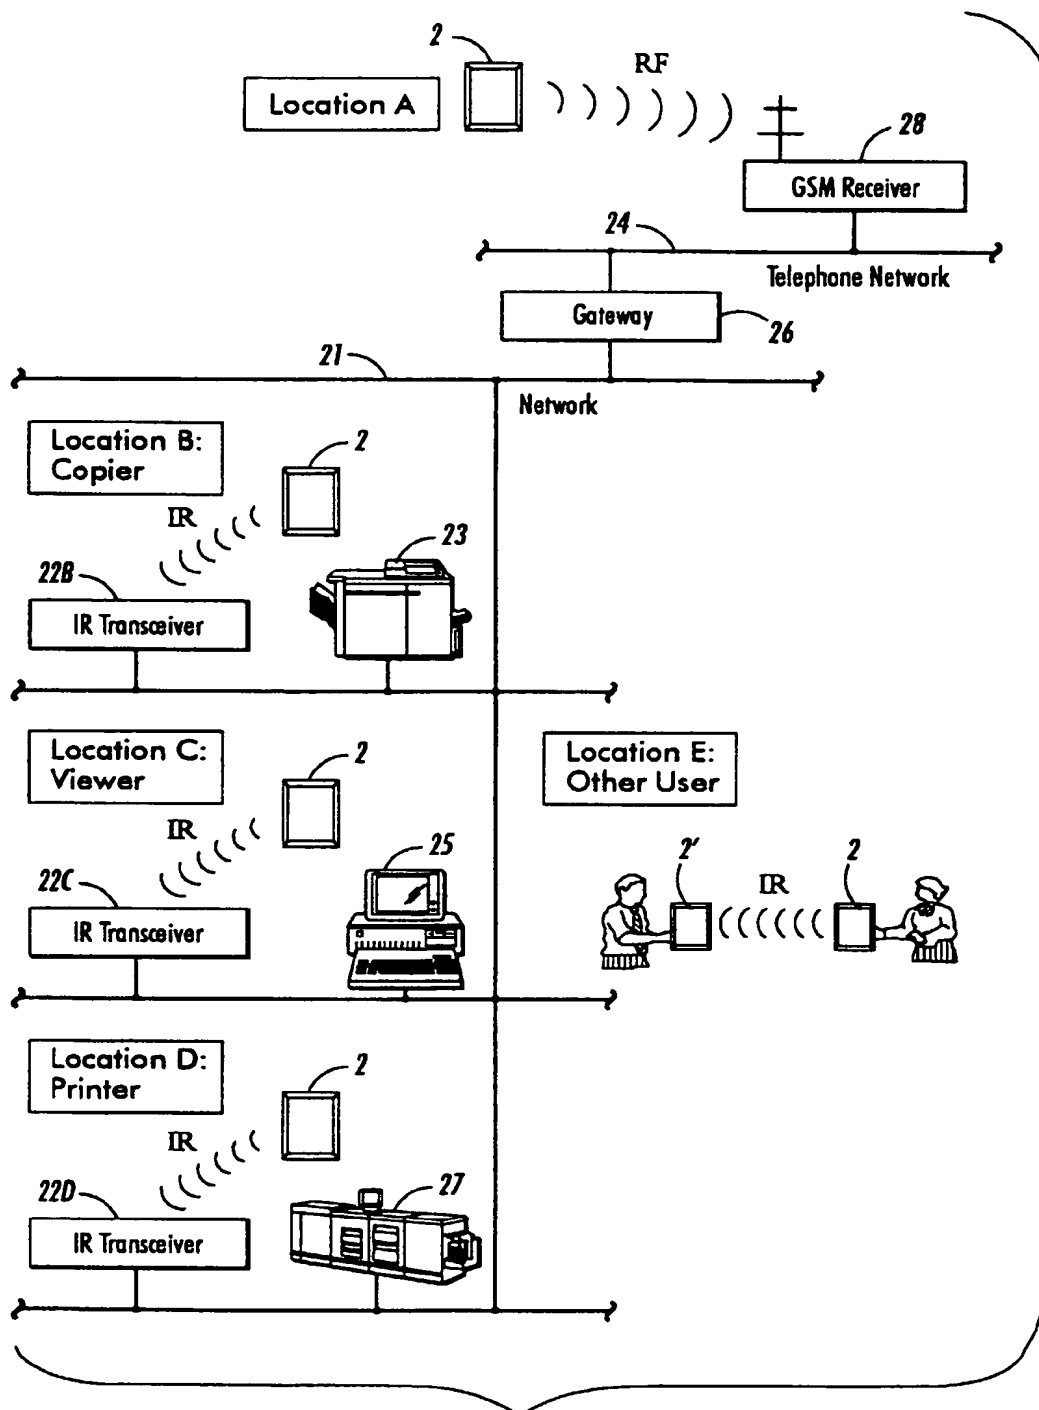 2
RF
Location A
28
GSM Receiver
24
Telephone Network
Gateway
26
21
Network
Location B:
Copier
2
IR
23
22B
IR Transceiver
Location C:
Viewer
2
IR
25
22C
IR Transceiver
Location E:
Other User
2'
IR
2
Location D:
Printer
2
IR
27
22D
IR Transceiver